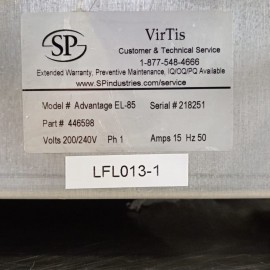 SP
VirTis
Customer & Technical Service
1-877-548-4666
Extended Warranty, Preventive Maintenance, IQ/OQ/PQ Available
www.SPindustries.com/service
Model # Advantage EL-85 Serial # 218251
Part # 446598
Volts 200/240V Ph 1 Amps 15 Hz 50
LFL013-1